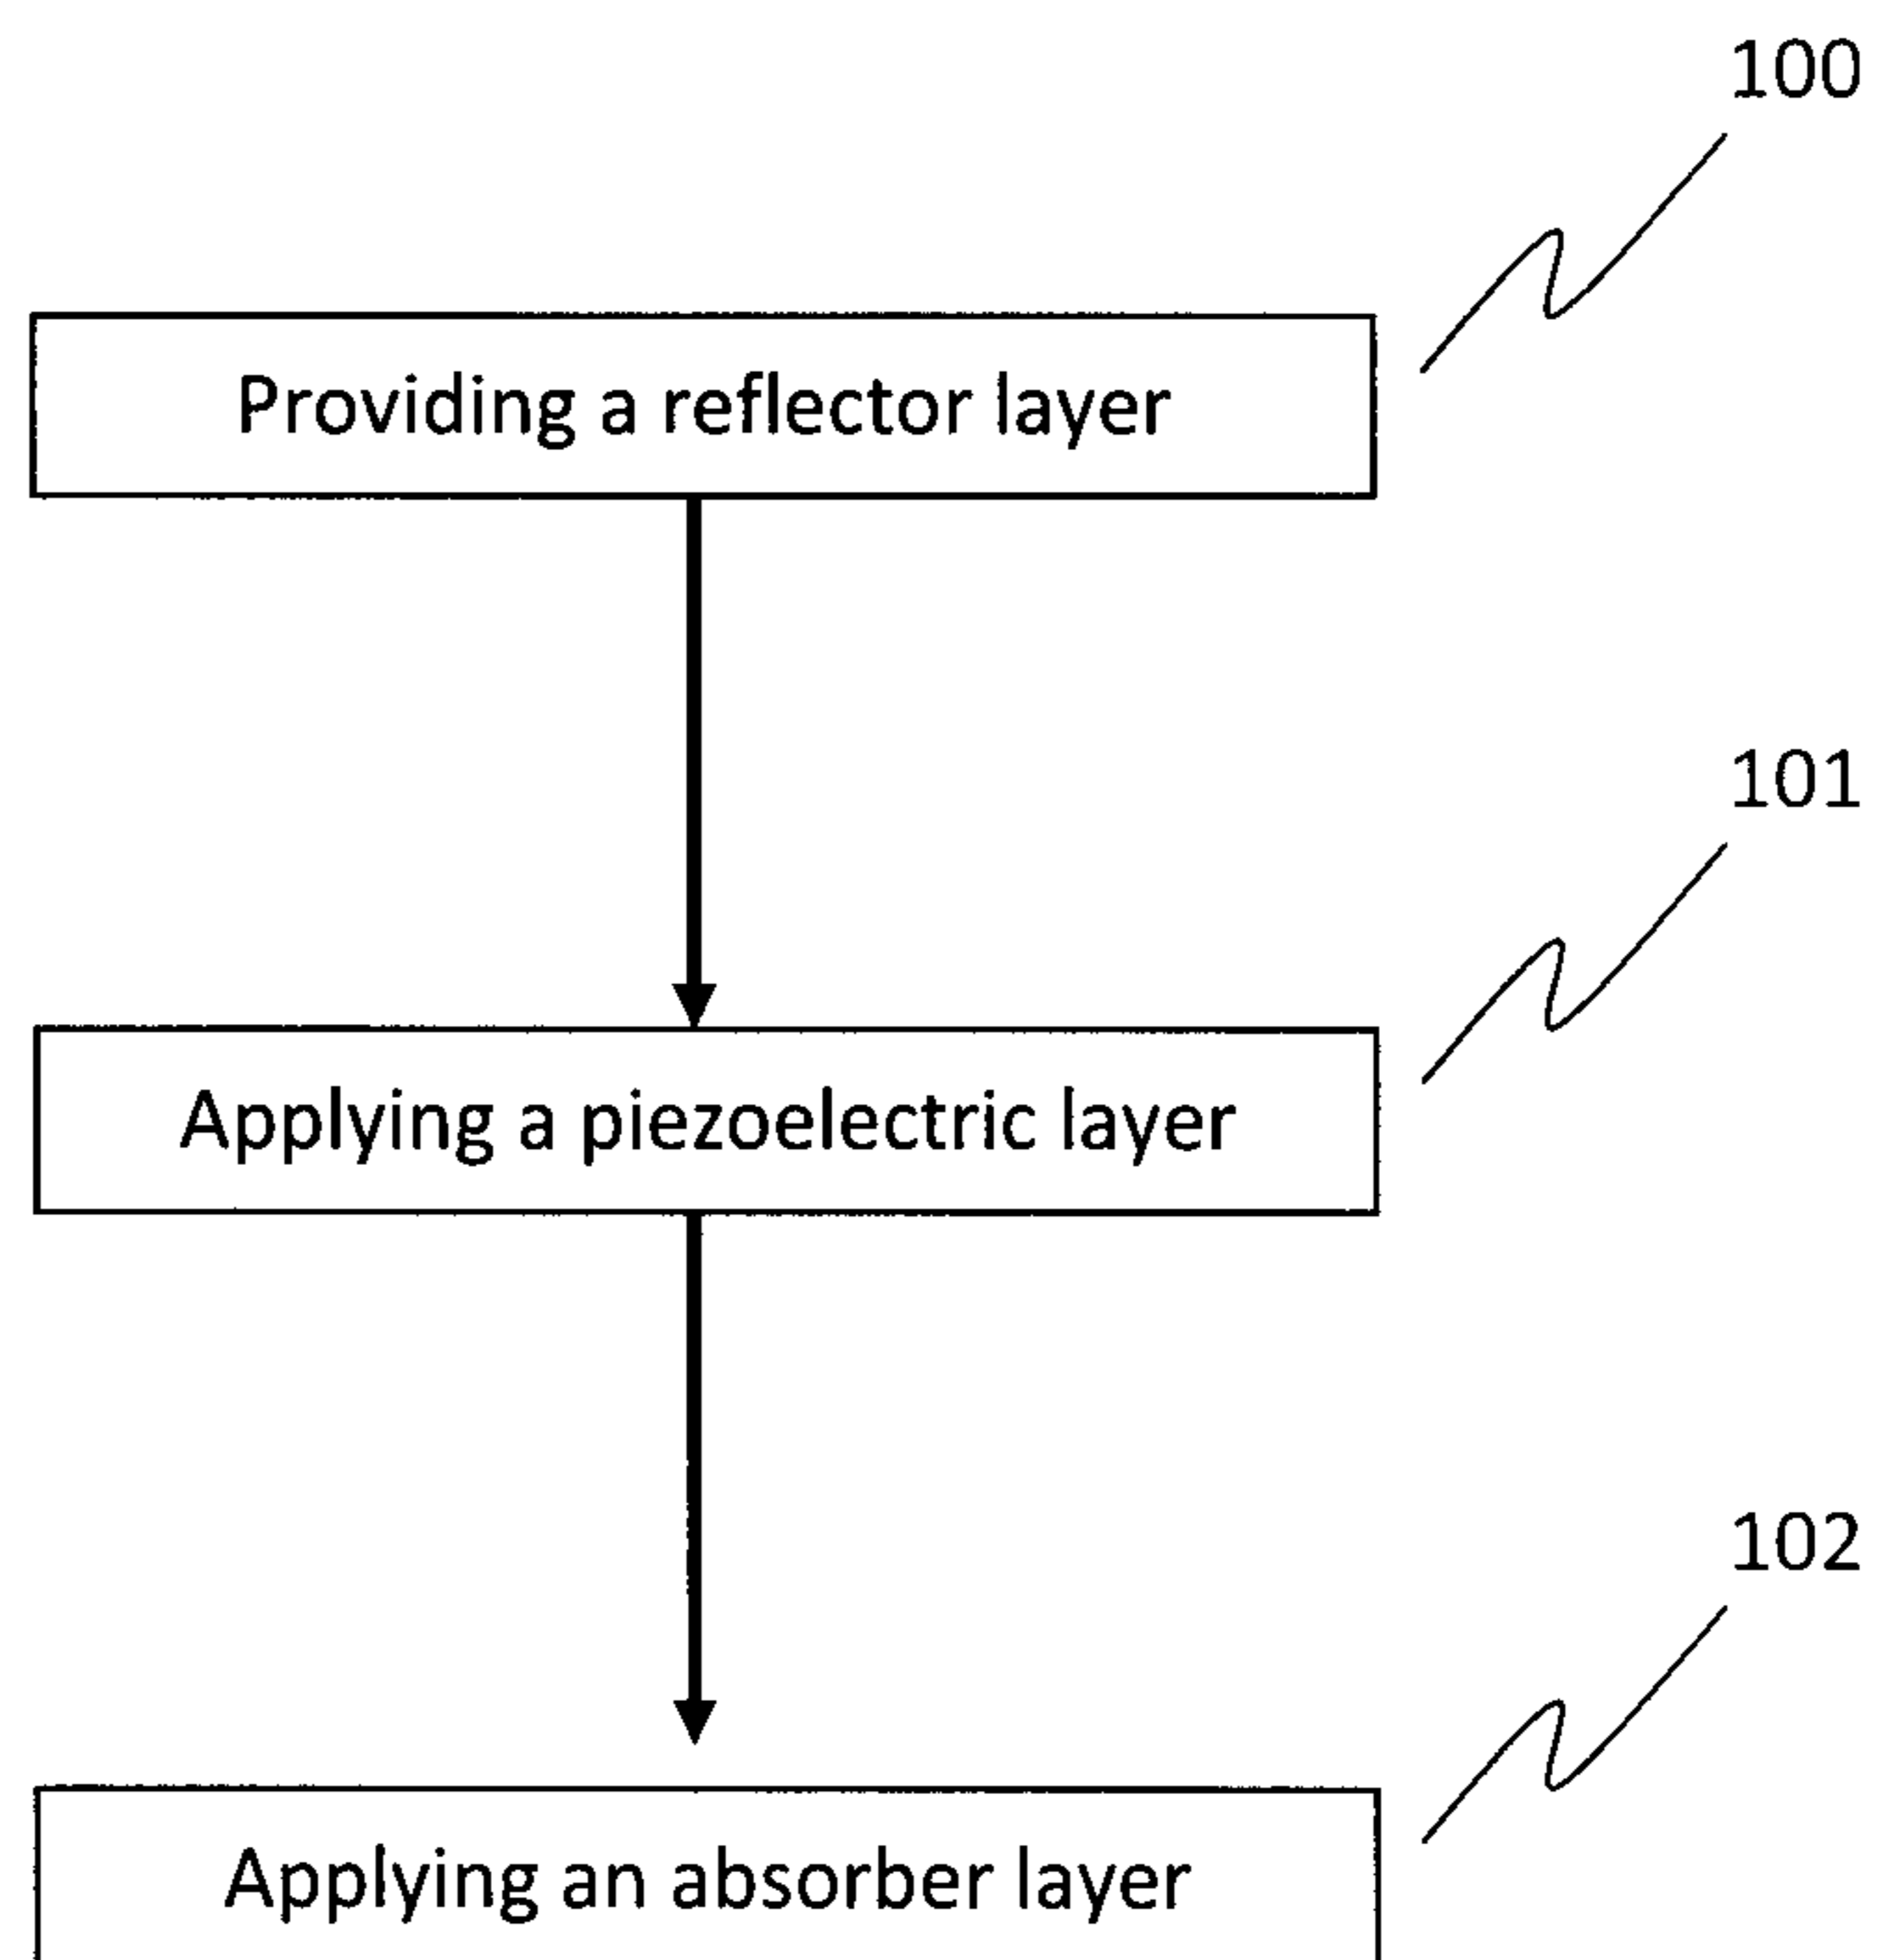 100
Providing a reflector layer
101
Applying a piezoelectric layer
102
Applying an absorber layer